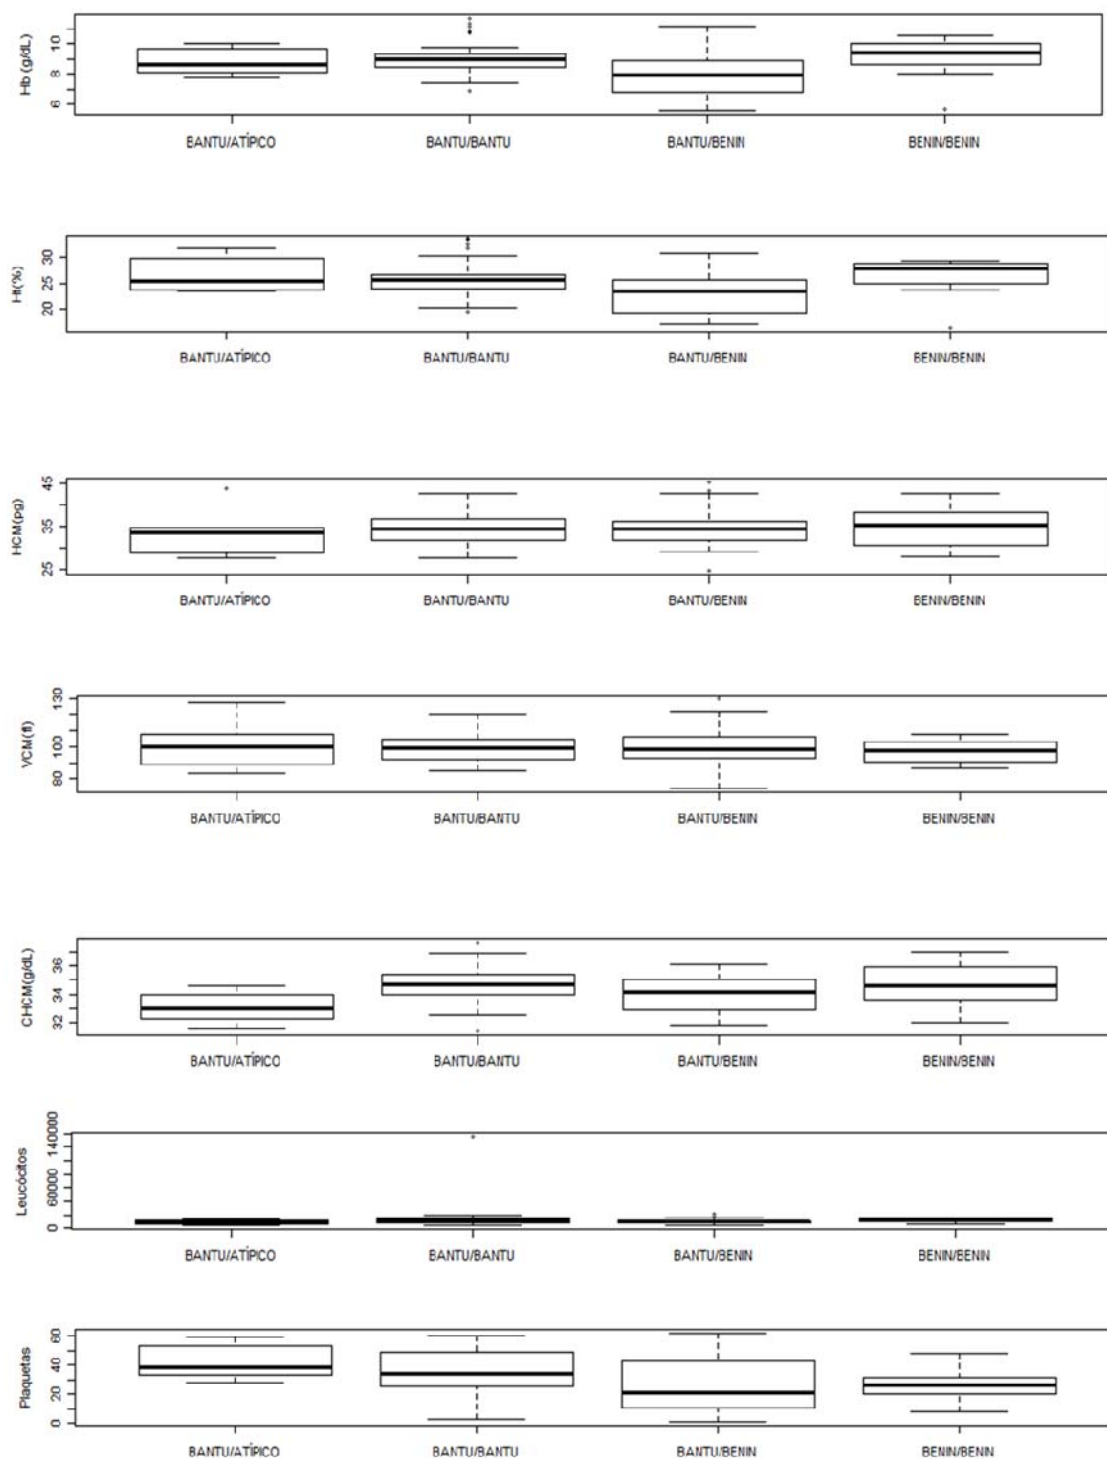 Hb (g/dL)
10
8
6
BANTU/ATÍPICO BANTU/BANTU BANTU/BENIN BENIN/BENIN
Ht(%)
30
25
20
BANTU/ATÍPICO BANTU/BANTU BANTU/BENIN BENIN/BENIN
HCM(pg)
45
35
25
BANTU/ATÍPICO BANTU/BANTU BANTU/BENIN BENIN/BENIN
VCM(fl)
130
100
80
BANTU/ATÍPICO BANTU/BANTU BANTU/BENIN BENIN/BENIN
CHCM(g/dL)
36
34
32
BANTU/ATÍPICO BANTU/BANTU BANTU/BENIN BENIN/BENIN
Leucócitos
140000
60000
0
BANTU/ATÍPICO BANTU/BANTU BANTU/BENIN BENIN/BENIN
Plaquetas
60
40
20
0
BANTU/ATÍPICO BANTU/BANTU BANTU/BENIN BENIN/BENIN